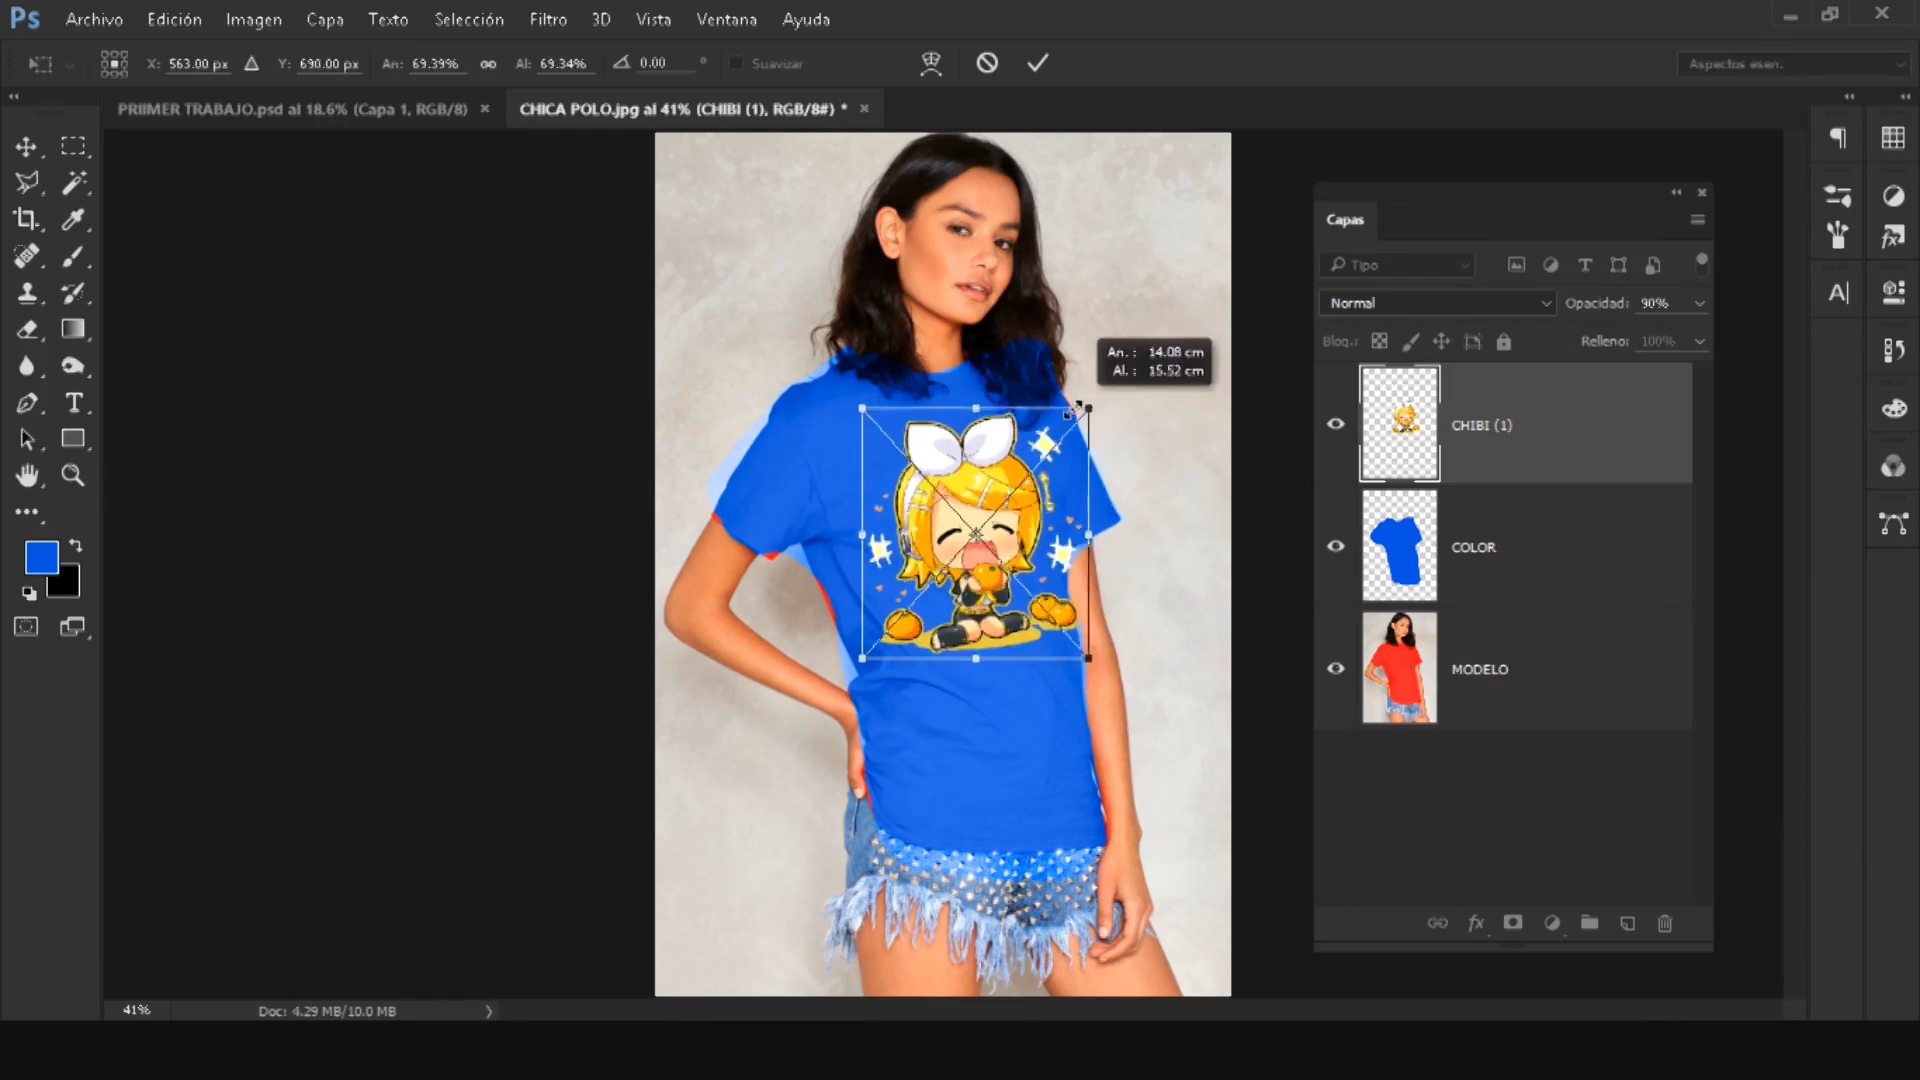 Ps Archivo Edición Imagen Capa Texto Selección Filtro 3D Vista Ventana Ayuda
X: 563.00 px Y: 690.00 px An: 69.39% Al: 69.34% 0.00 ° Suavizar Aspectos esen.
PRIIMER TRABAJO.psd al 18.6% (Capa 1, RGB/8) × CHICA POLO.jpg al 41% (CHIBI (1), RGB/8#) * ×
Capas
Tipo
Normal Opacidad: 90%
Bloq.: Relleno: 100%
An. : 14.08 cm
Al. : 15.52 cm
CHIBI (1)
COLOR
MODELO
fx
41% Doc: 4.29 MB/10.0 MB